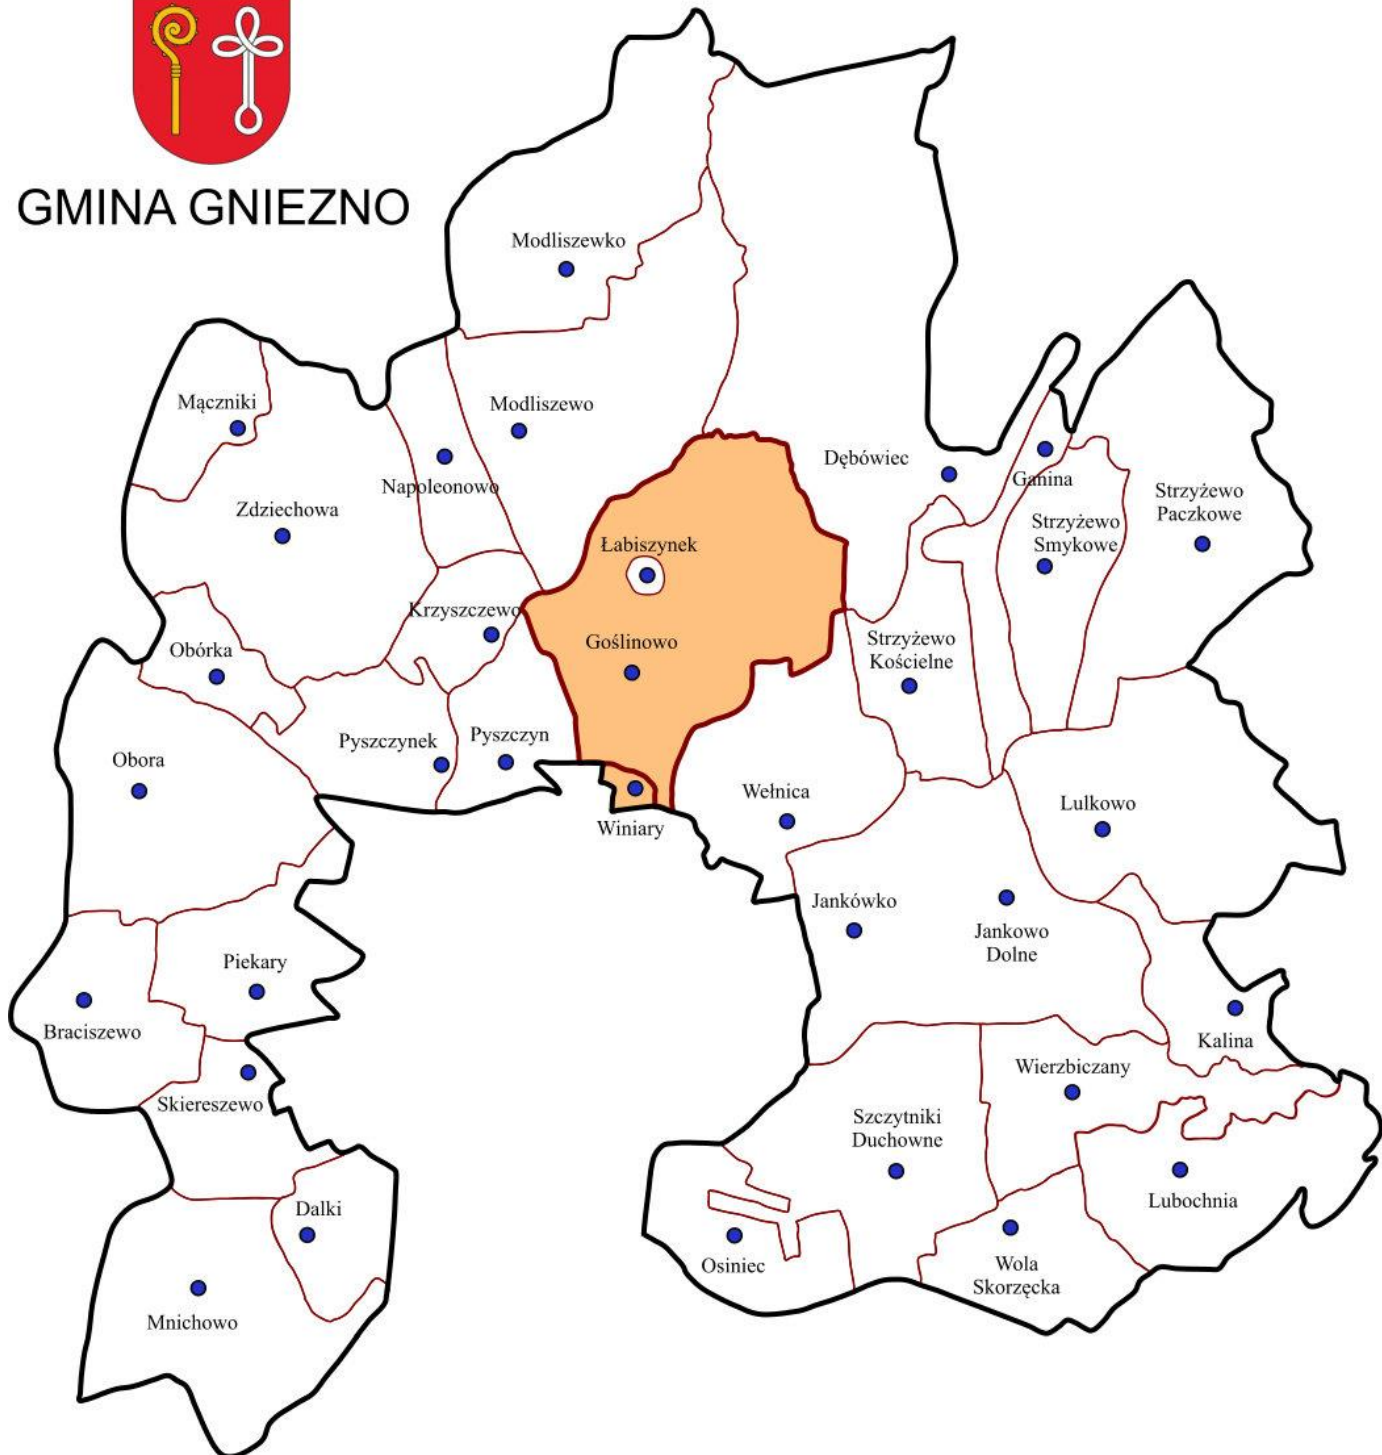 GMINA GNIEZNO
Modliszewko
Mączniki
Modliszewo
Napoleonowo
Dębówiec
Ganina
Zdziechowa
Strzyżewo
Smykowe
Strzyżewo
Paczkowe
Łabiszynek
Krzyszczewo
Obórka
Goślinowo
Strzyżewo
Kościelne
Pyszczynek
Pyszczyn
Obora
Wełnica
Winiary
Lulkowo
Jankówko
Jankowo
Dolne
Piekary
Braciszewo
Kalina
Skiereszewo
Wierzbiczany
Szczytniki
Duchowne
Lubochnia
Dalki
Osiniec
Wola
Skorzęcka
Mnichowo